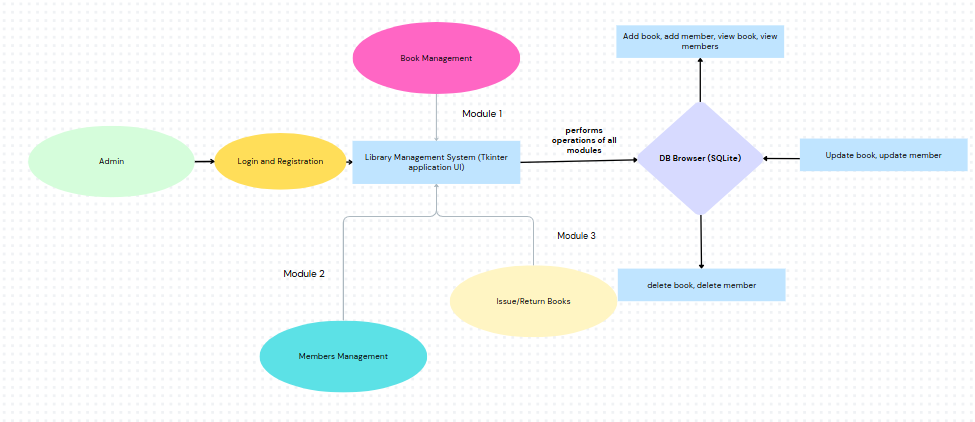 Add book, add member, view book, view
members
Book Management
Module 1
performs
operations of all
modules
Admin
Login and Registration
Library Management System (Tkinter
application UI)
DB Browser (SQLite)
Update book, update member
Module 3
Module 2
delete book, delete member
Issue/Return Books
Members Management